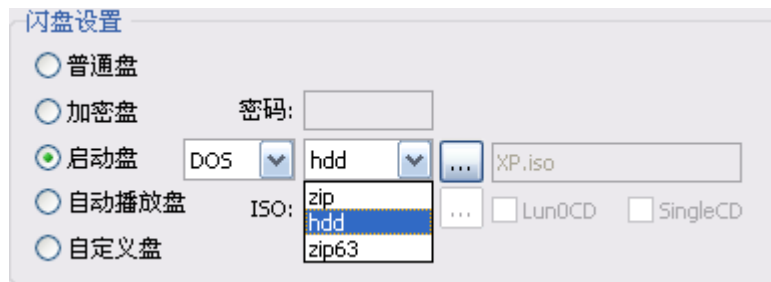 闪盘设置
普通盘
加密盘 密码:
启动盘 DOS hdd ... XP.iso
自动播放盘 ISO: zip ... Lun0CD SingleCD
hdd
自定义盘 zip63